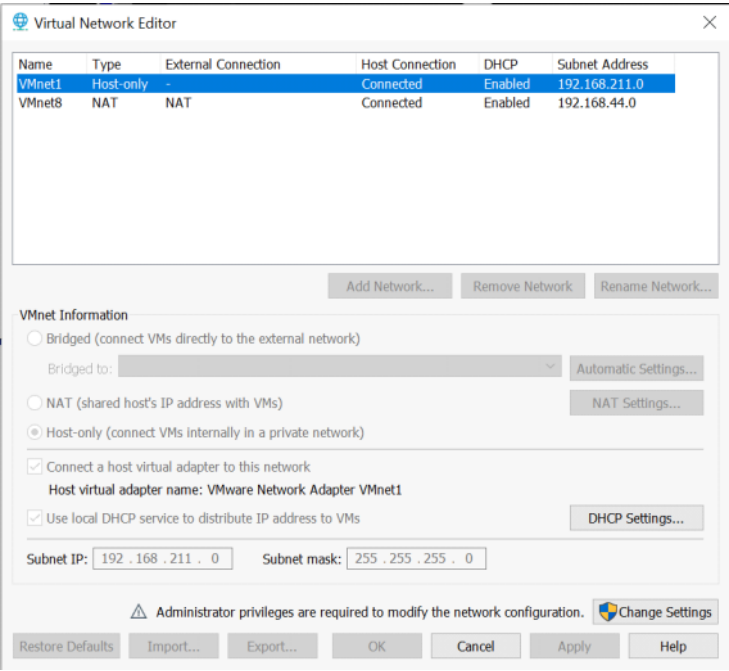 Virtual Network Editor
Name Type External Connection Host Connection DHCP Subnet Address
VMnet1 Host-only - Connected Enabled 192.168.211.0
VMnet8 NAT NAT Connected Enabled 192.168.44.0
Add Network... Remove Network Rename Network...
VMnet Information
Bridged (connect VMs directly to the external network)
Bridged to: Automatic Settings...
NAT (shared host's IP address with VMs) NAT Settings...
Host-only (connect VMs internally in a private network)
Connect a host virtual adapter to this network
Host virtual adapter name: VMware Network Adapter VMnet1
Use local DHCP service to distribute IP address to VMs DHCP Settings...
Subnet IP: 192 . 168 . 211 . 0 Subnet mask: 255 . 255 . 255 . 0
Administrator privileges are required to modify the network configuration. Change Settings
Restore Defaults Import... Export... OK Cancel Apply Help